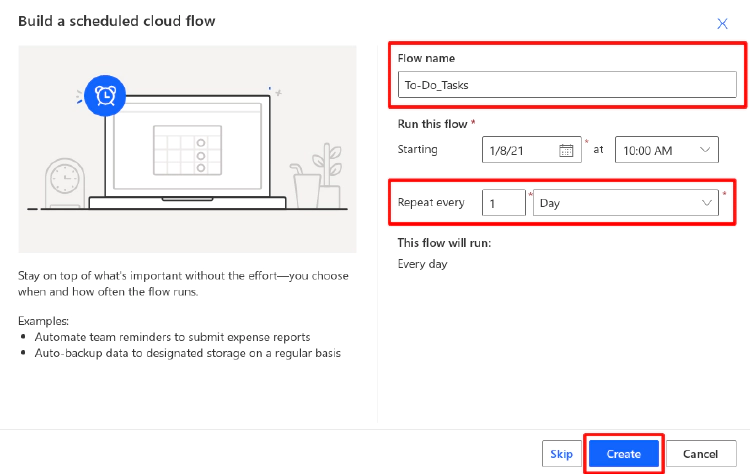 Build a scheduled cloud flow
Flow name
To-Do_Tasks
Run this flow *
Starting 1/8/21 * at 10:00 AM
Repeat every 1 * Day *
This flow will run:
Every day
Stay on top of what's important without the effort—you choose
when and how often the flow runs.
Examples:
• Automate team reminders to submit expense reports
• Auto-backup data to designated storage on a regular basis
Skip Create Cancel